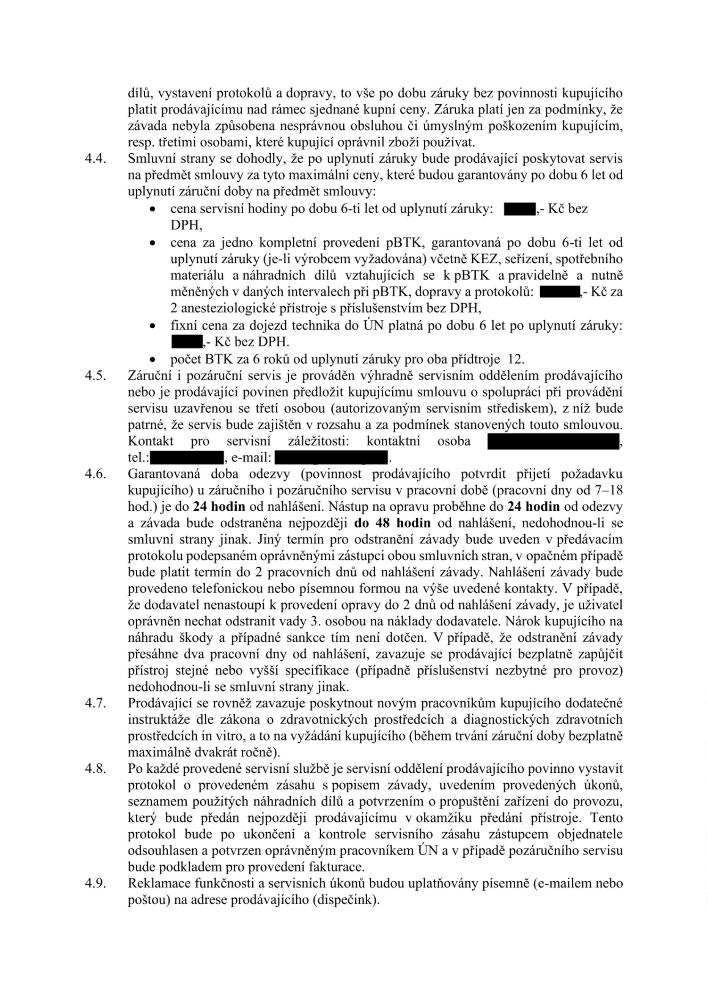 dílů, vystavení protokolů a dopravy, to vše po dobu záruky bez povinnosti kupujícího
platit prodávajícímu nad rámec sjednané kupní ceny. Záruka platí jen za podmínky, že
závada nebyla způsobena nesprávnou obsluhou či úmyslným poškozením kupujícím,
resp. třetími osobami, které kupující oprávnil zboží používat.
4.4. Smluvní strany se dohodly, že po uplynutí záruky bude prodávající poskytovat servis
na předmět smlouvy za tyto maximální ceny, které budou garantovány po dobu 6 let od
uplynutí záruční doby na předmět smlouvy:
• cena servisní hodiny po dobu 6-ti let od uplynutí záruky: ,- Kč bez
DPH,
• cena za jedno kompletní provedení pBTK, garantovaná po dobu 6-ti let od
uplynutí záruky (je-li výrobcem vyžadována) včetně KEZ, seřízení, spotřebního
materiálu a náhradních dílů vztahujících se k pBTK a pravidelně a nutně
měněných v daných intervalech při pBTK, dopravy a protokolů: ,- Kč za
2 anesteziologické přístroje s příslušenstvím bez DPH,
• fixní cena za dojezd technika do ÚN platná po dobu 6 let po uplynutí záruky:
,- Kč bez DPH.
• počet BTK za 6 roků od uplynutí záruky pro oba přídtroje 12.
4.5. Záruční i pozáruční servis je prováděn výhradně servisním oddělením prodávajícího
nebo je prodávající povinen předložit kupujícímu smlouvu o spolupráci při provádění
servisu uzavřenou se třetí osobou (autorizovaným servisním střediskem), z níž bude
patrné, že servis bude zajištěn v rozsahu a za podmínek stanovených touto smlouvou.
Kontakt pro servisní záležitosti: kontaktní osoba ,
tel.: , e-mail: .
4.6. Garantovaná doba odezvy (povinnost prodávajícího potvrdit přijetí požadavku
kupujícího) u záručního i pozáručního servisu v pracovní době (pracovní dny od 7–18
hod.) je do 24 hodin od nahlášení. Nástup na opravu proběhne do 24 hodin od odezvy
a závada bude odstraněna nejpozději do 48 hodin od nahlášení, nedohodnou-li se
smluvní strany jinak. Jiný termín pro odstranění závady bude uveden v předávacím
protokolu podepsaném oprávněnými zástupci obou smluvních stran, v opačném případě
bude platit termín do 2 pracovních dnů od nahlášení závady. Nahlášení závady bude
provedeno telefonickou nebo písemnou formou na výše uvedené kontakty. V případě,
že dodavatel nenastoupí k provedení opravy do 2 dnů od nahlášení závady, je uživatel
oprávněn nechat odstranit vady 3. osobou na náklady dodavatele. Nárok kupujícího na
náhradu škody a případné sankce tím není dotčen. V případě, že odstranění závady
přesáhne dva pracovní dny od nahlášení, zavazuje se prodávající bezplatně zapůjčit
přístroj stejné nebo vyšší specifikace (případně příslušenství nezbytné pro provoz)
nedohodnou-li se smluvní strany jinak.
4.7. Prodávající se rovněž zavazuje poskytnout novým pracovníkům kupujícího dodatečné
instruktáže dle zákona o zdravotnických prostředcích a diagnostických zdravotních
prostředcích in vitro, a to na vyžádání kupujícího (během trvání záruční doby bezplatně
maximálně dvakrát ročně).
4.8. Po každé provedené servisní službě je servisní oddělení prodávajícího povinno vystavit
protokol o provedeném zásahu s popisem závady, uvedením provedených úkonů,
seznamem použitých náhradních dílů a potvrzením o propuštění zařízení do provozu,
který bude předán nejpozději prodávajícímu v okamžiku předání přístroje. Tento
protokol bude po ukončení a kontrole servisního zásahu zástupcem objednatele
odsouhlasen a potvrzen oprávněným pracovníkem ÚN a v případě pozáručního servisu
bude podkladem pro provedení fakturace.
4.9. Reklamace funkčnosti a servisních úkonů budou uplatňovány písemně (e-mailem nebo
poštou) na adrese prodávajícího (dispečink).